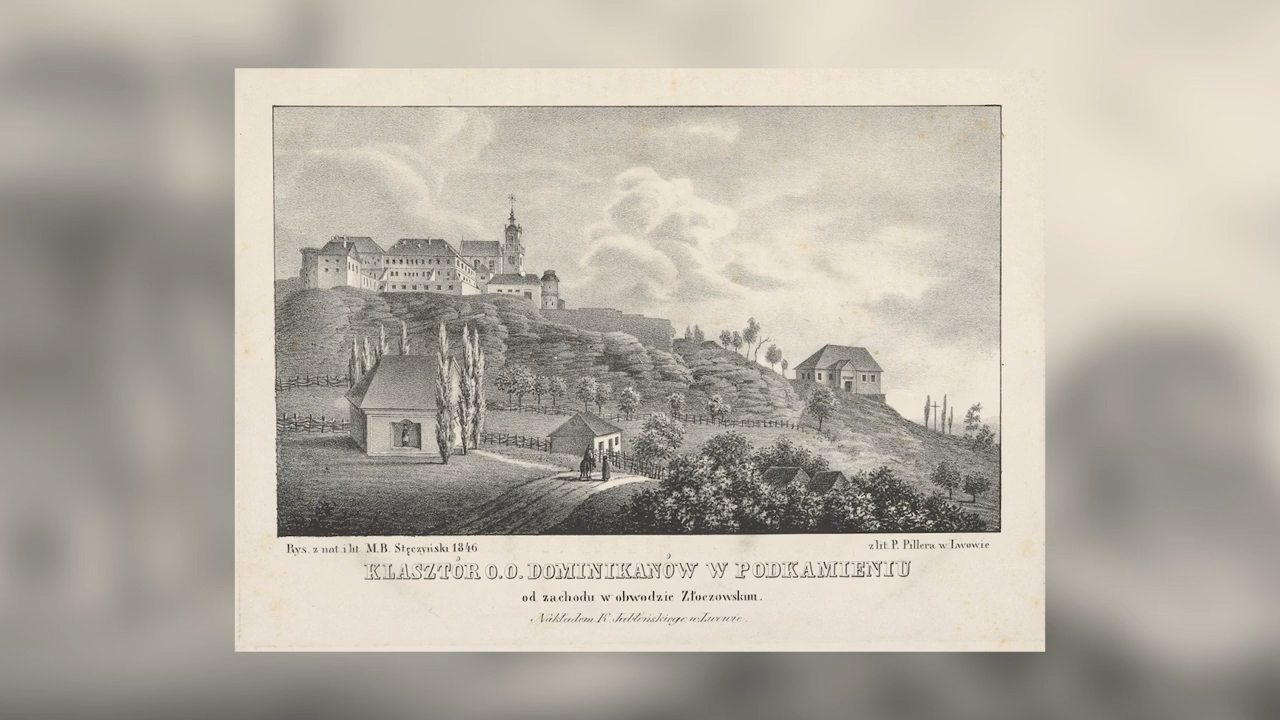 Rys. z nat. i lit. M.B. Stęczyński 1846
z lit. P. Pillera w Lwowie
KLASZTÓR O.O. DOMINIKANÓW W PODKAMIENIU
od zachodu w obwodzie Złoczowskim.
Nakładem K. Jabłońskiego w Lwowie.